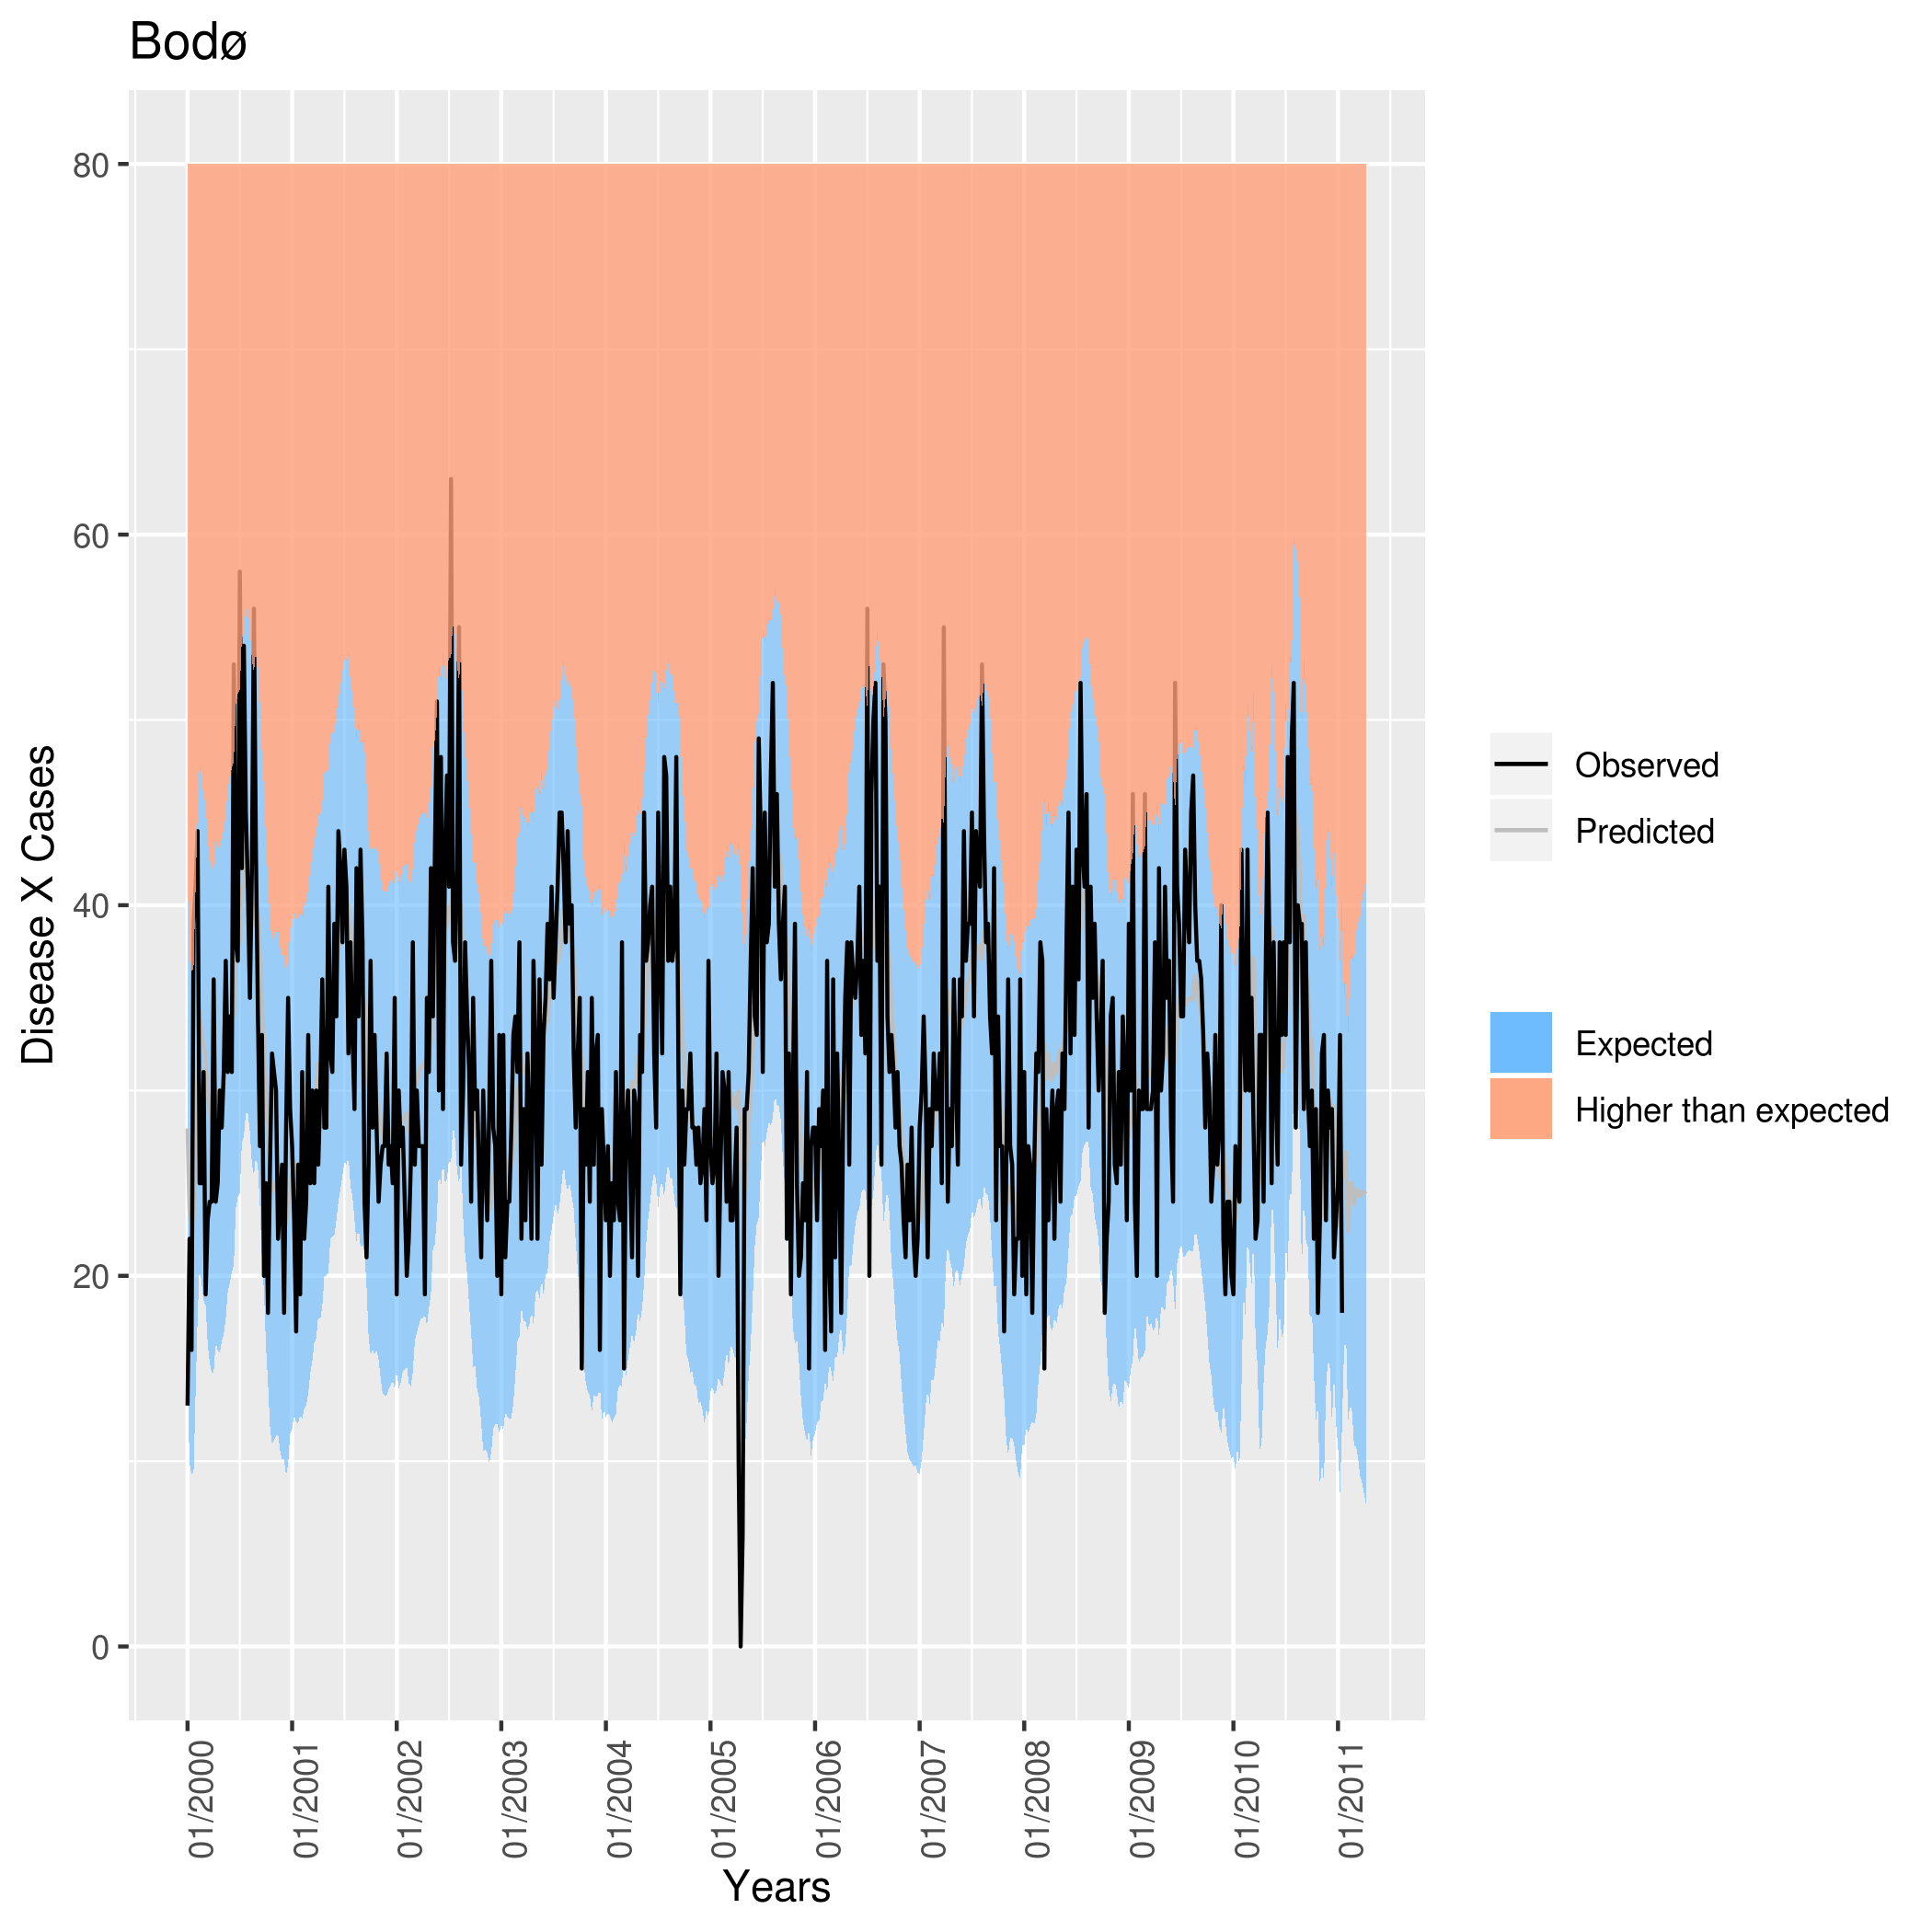 Bodø
Disease X Cases
80
60
40
20
0
01/2000
01/2001
01/2002
01/2003
01/2004
01/2005
01/2006
01/2007
01/2008
01/2009
01/2010
01/2011
Years
Observed
Predicted
Expected
Higher than expected